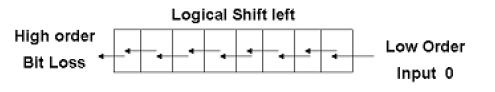 Logical Shift left
High order
Bit Loss
Low Order
Input 0